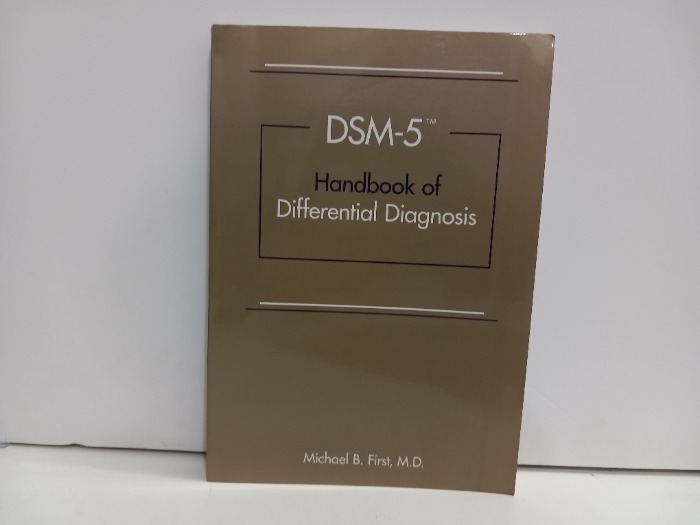 DSM-5™
Handbook of
Differential Diagnosis
Michael B. First, M.D.